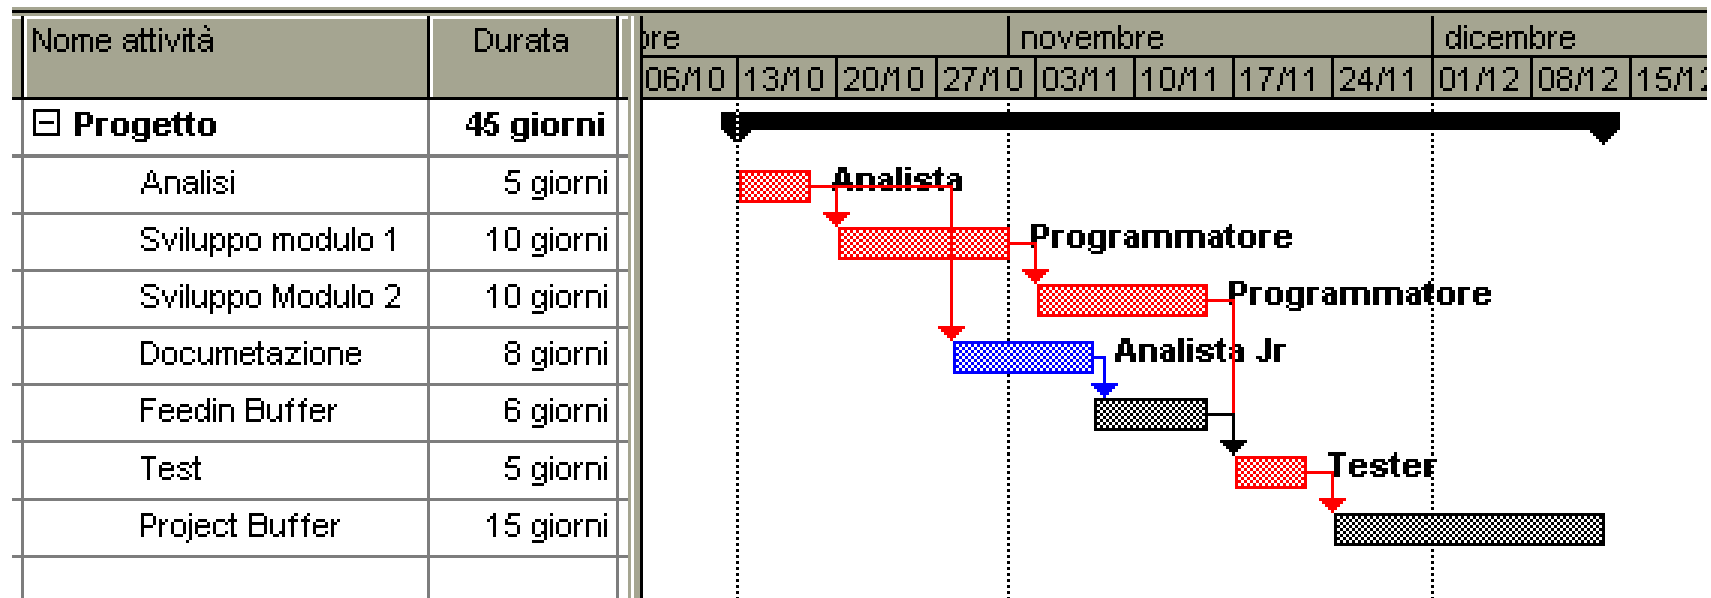 Nome attività Durata bre novembre dicembre
06/10 13/10 20/10 27/10 03/11 10/11 17/11 24/11 01/12 08/12 15/12
Progetto 45 giorni
Analisi 5 giorni Analista
Sviluppo modulo 1 10 giorni Programmatore
Sviluppo Modulo 2 10 giorni Programmatore
Documetazione 8 giorni Analista Jr
Feedin Buffer 6 giorni
Test 5 giorni Tester
Project Buffer 15 giorni